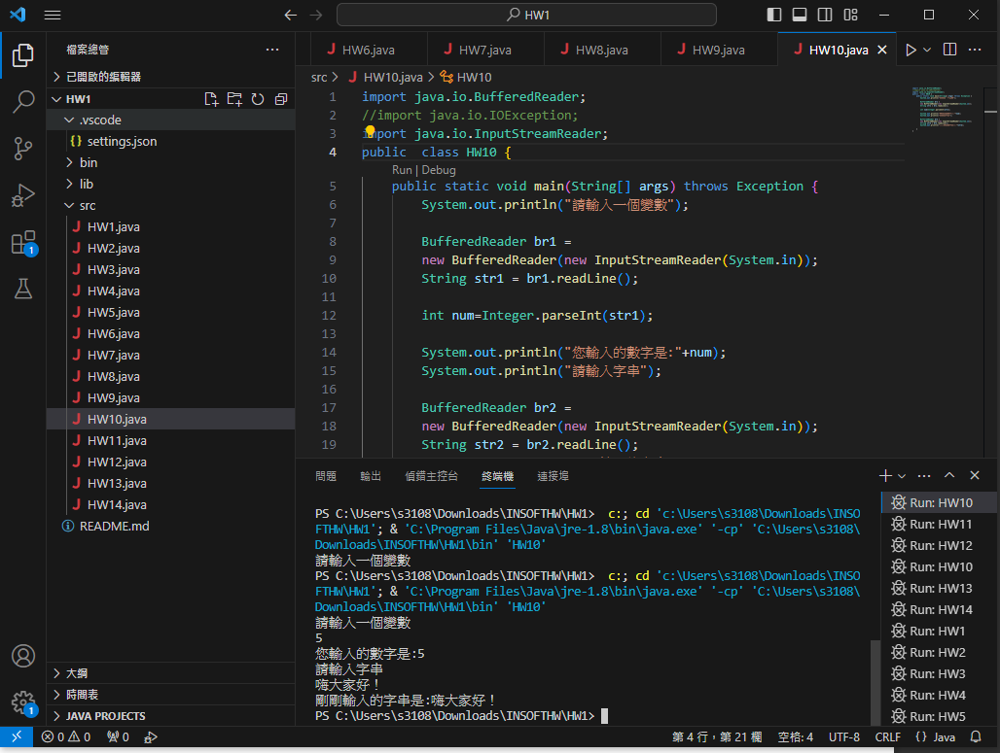 HW1
檔案總管
已開啟的編輯器
HW1
.vscode
{} settings.json
bin
lib
src
J HW1.java
J HW2.java
J HW3.java
J HW4.java
J HW5.java
J HW6.java
J HW7.java
J HW8.java
J HW9.java
J HW10.java
J HW11.java
J HW12.java
J HW13.java
J HW14.java
README.md
大綱
時間表
JAVA PROJECTS
1
1
J HW6.java
J HW7.java
J HW8.java
J HW9.java
J HW10.java
src > J HW10.java > HW10
1 import java.io.BufferedReader;
2 //import java.io.IOException;
3 import java.io.InputStreamReader;
4 public  class HW10 {
Run | Debug
5     public static void main(String[] args) throws Exception {
6         System.out.println("請輸入一個變數");
7
8         BufferedReader br1 =
9         new BufferedReader(new InputStreamReader(System.in));
10         String str1 = br1.readLine();
11
12         int num=Integer.parseInt(str1);
13
14         System.out.println("您輸入的數字是:"+num);
15         System.out.println("請輸入字串");
16
17         BufferedReader br2 =
18         new BufferedReader(new InputStreamReader(System.in));
19         String str2 = br2.readLine();
問題 輸出 偵錯主控台 終端機 連接埠
PS C:\Users\s3108\Downloads\INSOFTHW\HW1>  c:; cd 'c:\Users\s3108\Downloads\INSO
FTHW\HW1'; & 'C:\Program Files\Java\jre-1.8\bin\java.exe' '-cp' 'C:\Users\s3108\
Downloads\INSOFTHW\HW1\bin' 'HW10'
請輸入一個變數
PS C:\Users\s3108\Downloads\INSOFTHW\HW1>  c:; cd 'c:\Users\s3108\Downloads\INSO
FTHW\HW1'; & 'C:\Program Files\Java\jre-1.8\bin\java.exe' '-cp' 'C:\Users\s3108\
Downloads\INSOFTHW\HW1\bin' 'HW10'
請輸入一個變數
5
您輸入的數字是:5
請輸入字串
嗨大家好！
剛剛輸入的字串是:嗨大家好！
PS C:\Users\s3108\Downloads\INSOFTHW\HW1>
Run: HW10
Run: HW11
Run: HW12
Run: HW10
Run: HW13
Run: HW14
Run: HW1
Run: HW2
Run: HW3
Run: HW4
Run: HW5
0 0 0 第 4 行，第 21 欄 空格: 4 UTF-8 CRLF {} Java